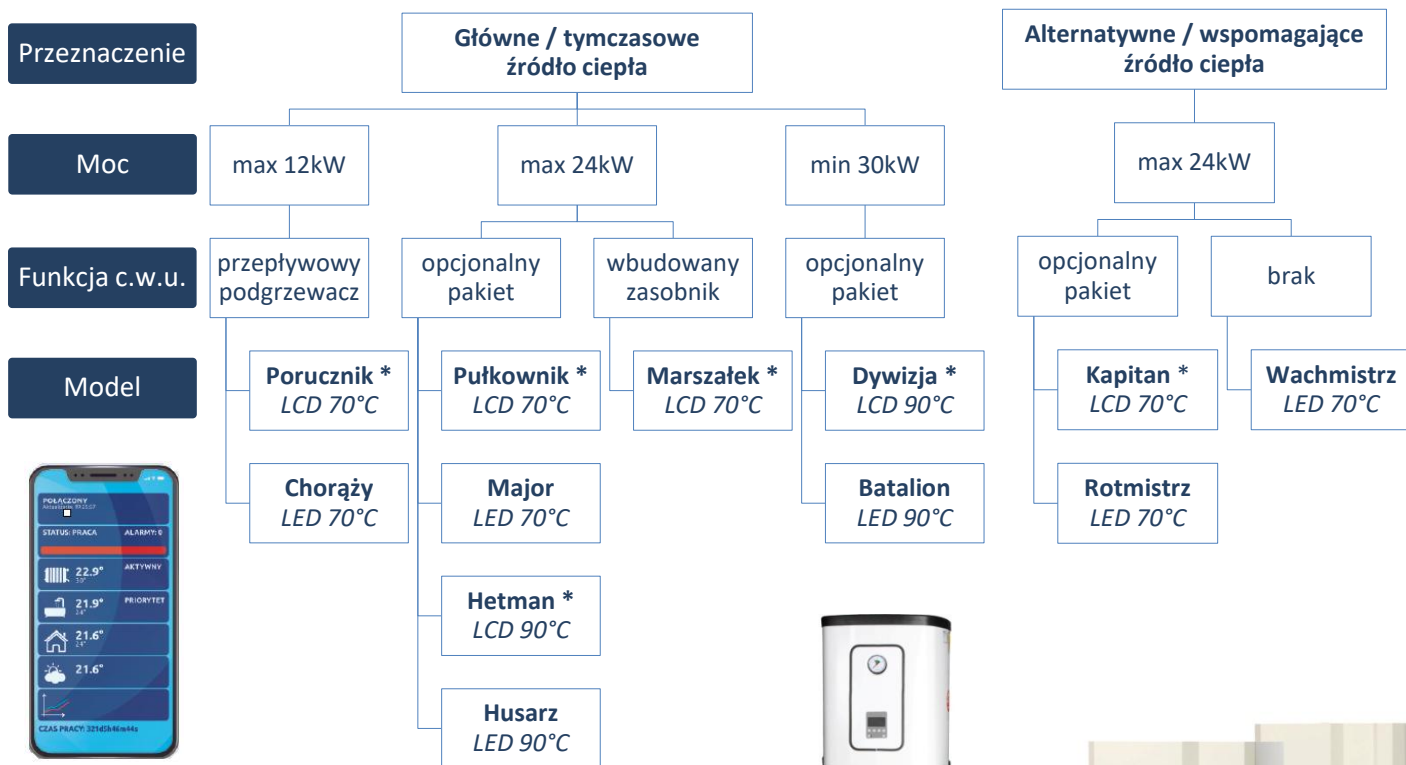 Przeznaczenie
Główne / tymczasowe
źródło ciepła
Alternatywne / wspomagające
źródło ciepła
Moc
max 12kW
max 24kW
min 30kW
max 24kW
Funkcja c.w.u.
przepływowy
podgrzewacz
opcjonalny
pakiet
wbudowany
zasobnik
opcjonalny
pakiet
opcjonalny
pakiet
brak
Model
Porucznik *
LCD 70°C
Pułkownik *
LCD 70°C
Marszałek *
LCD 70°C
Dywizja *
LCD 90°C
Kapitan *
LCD 70°C
Wachmistrz
LED 70°C
Chorąży
LED 70°C
Major
LED 70°C
Batalion
LED 90°C
Rotmistrz
LED 70°C
Hetman *
LCD 90°C
Husarz
LED 90°C
POŁĄCZONY
STATUS: PRACA ALARMY: 0
22.9° AKTYWNY
21.9° PRIORYTET
21.6°
21.6°
CZAS PRACY: 321d5h46m44s